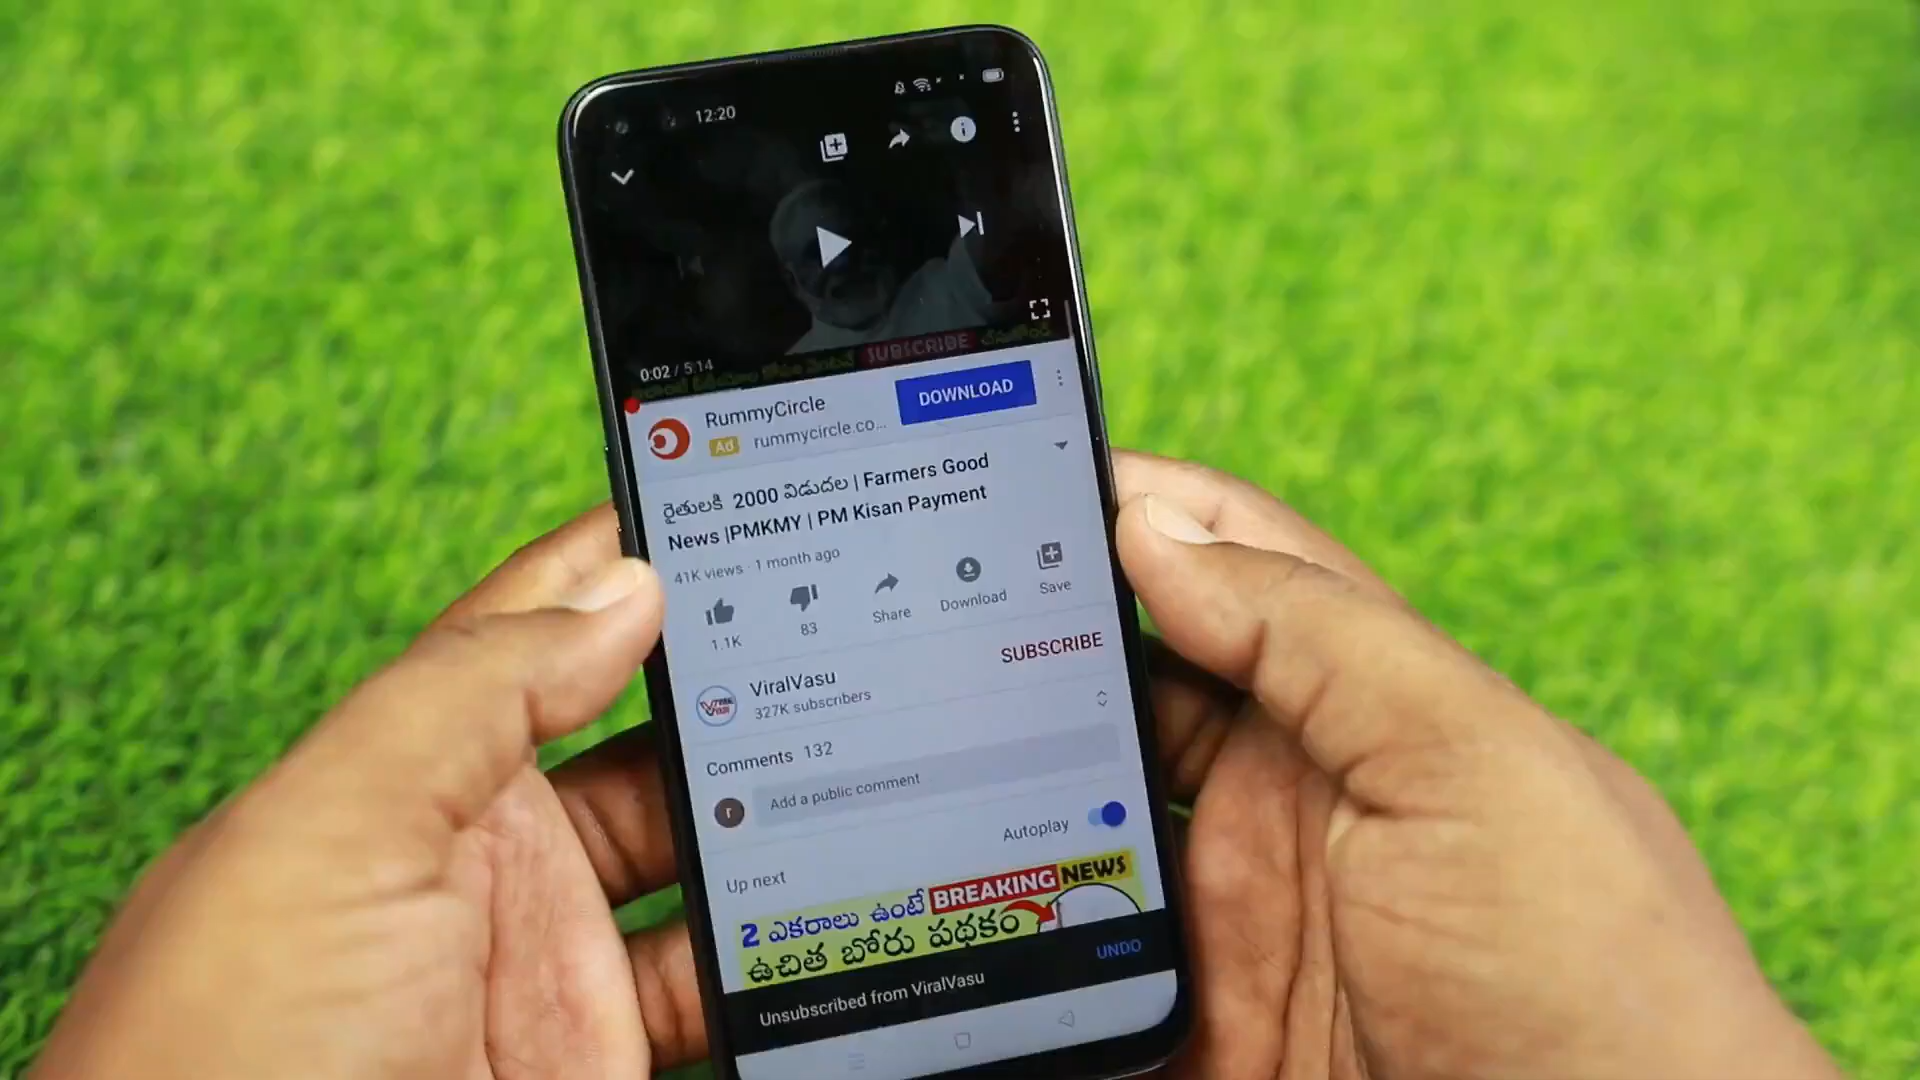 12:20
SUBSCRIBE
0:02 / 5:14
RummyCircle
DOWNLOAD
Ad rummycircle.co...
రైతులకి 2000 విడుదల | Farmers Good
News |PMKMY | PM Kisan Payment
41K views · 1 month ago
1.1K
83
Share
Download
Save
ViralVasu
SUBSCRIBE
327K subscribers
Comments 132
r
Add a public comment
Autoplay
Up next
2 ఎకరాలు ఉంటే BREAKING NEWS
ఉచిత బోరు పథకం
Unsubscribed from ViralVasu
UNDO